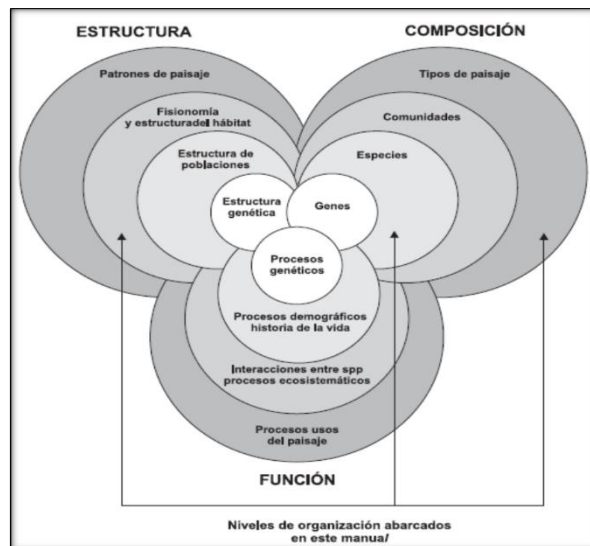 ESTRUCTURA
COMPOSICIÓN
Patrones de paisaje
Tipos de paisaje
Fisionomía
y estructuradel hábitat
Comunidades
Estructura de
poblaciones
Especies
Estructura
genética
Genes
Procesos
genéticos
Procesos demográficos
historia de la vida
Interacciones entre spp
procesos ecosistemáticos
Procesos usos
del paisaje
FUNCIÓN
Niveles de organización abarcados
en este manual